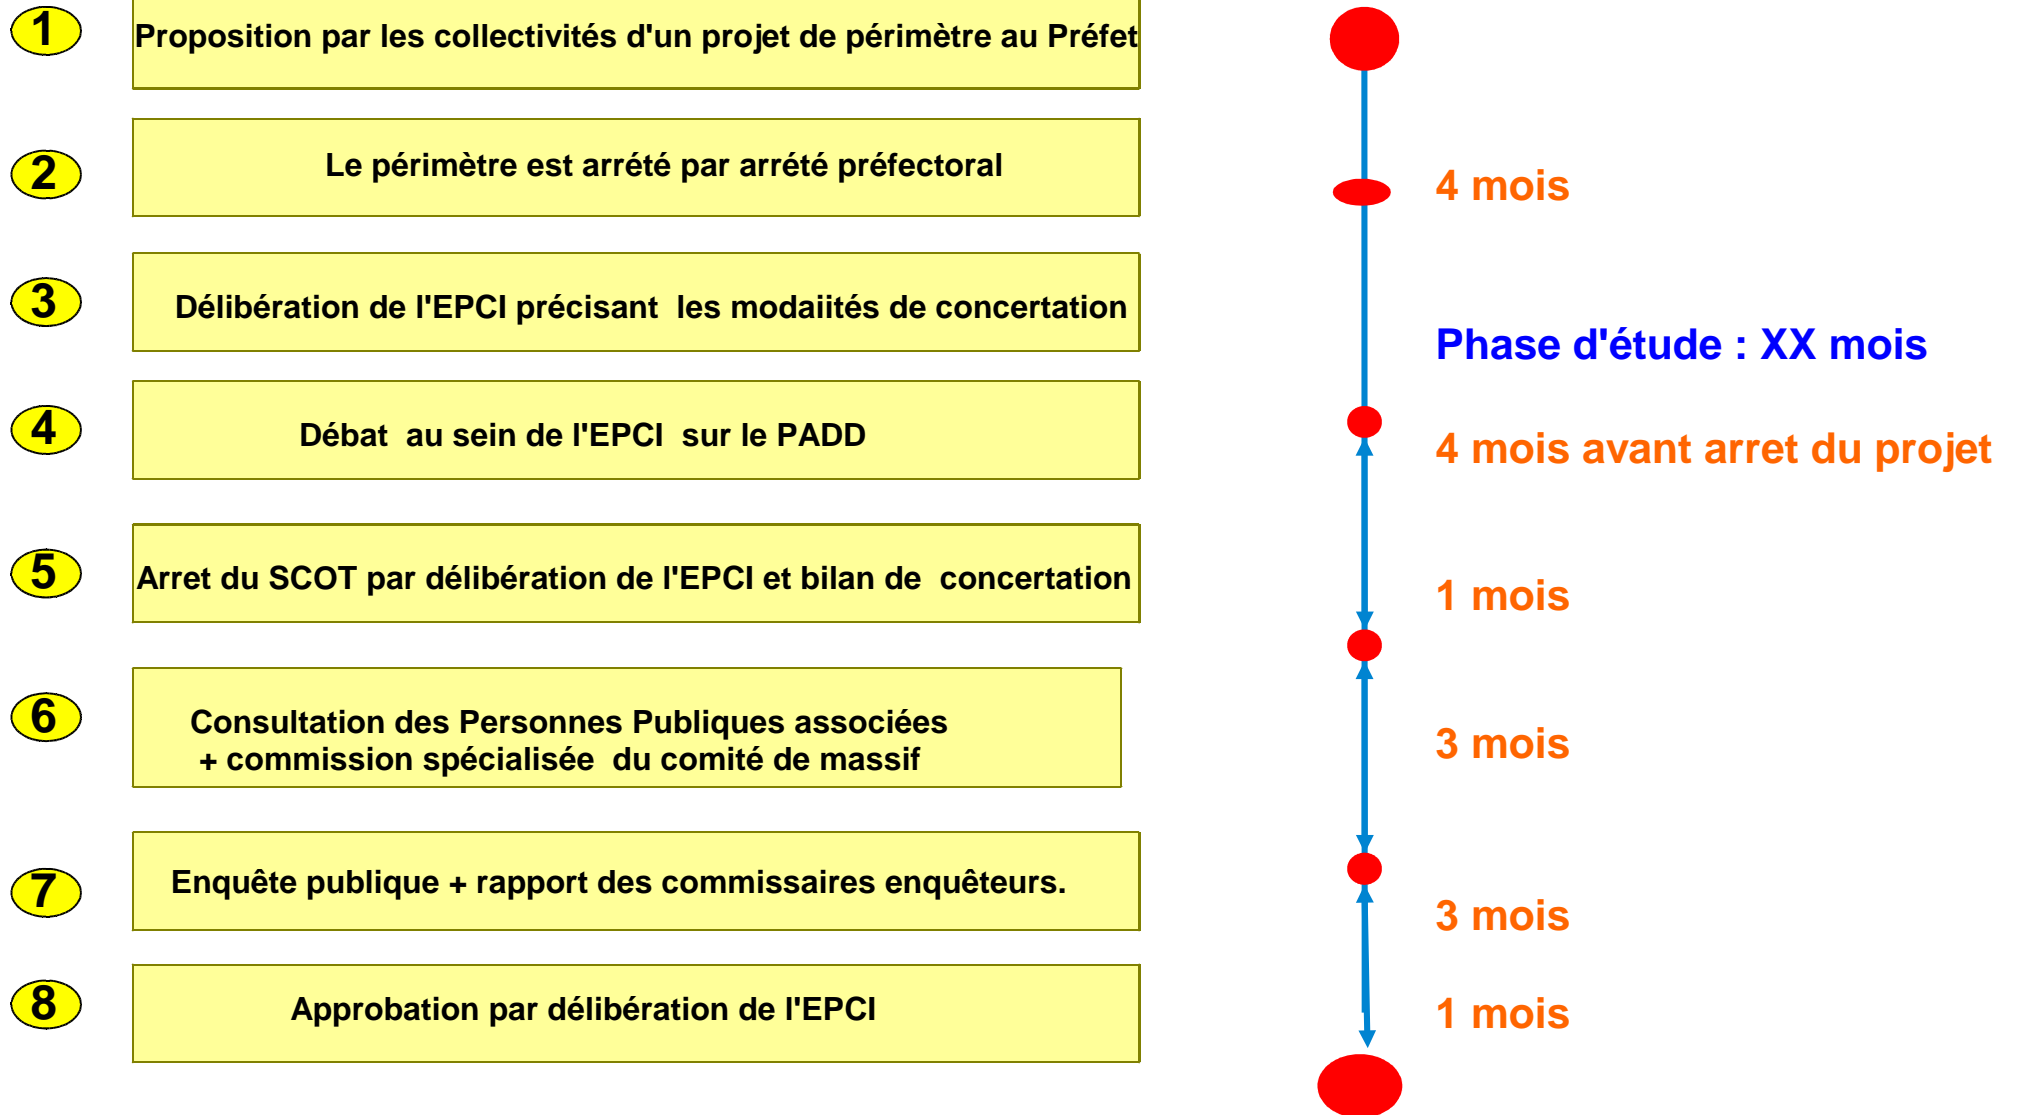 1
Proposition par les collectivités d'un projet de périmètre au Préfet
2
Le périmètre est arrété par arrété préfectoral
4 mois
3
Délibération de l'EPCI précisant les modaiités de concertation
Phase d'étude : XX mois
4
Débat au sein de l'EPCI sur le PADD
4 mois avant arret du projet
5
Arret du SCOT par délibération de l'EPCI et bilan de concertation
1 mois
6
Consultation des Personnes Publiques associées
+ commission spécialisée du comité de massif
3 mois
7
Enquête publique + rapport des commissaires enquêteurs.
3 mois
8
Approbation par délibération de l'EPCI
1 mois